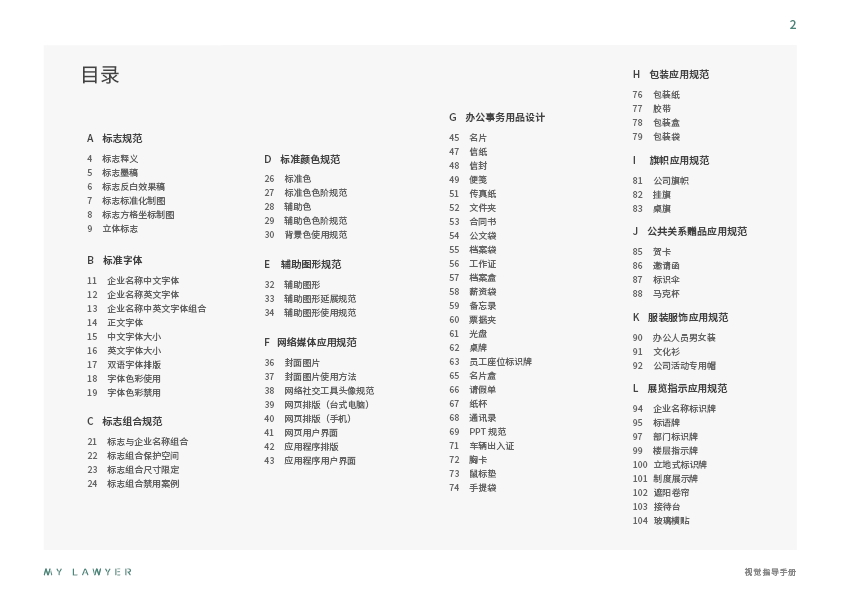 2
目录
A 标志规范
4 标志释义
5 标志墨稿
6 标志反白效果稿
7 标志标准化制图
8 标志方格坐标制图
9 立体标志
B 标准字体
11 企业名称中文字体
12 企业名称英文字体
13 企业名称中英文字体组合
14 正文字体
15 中文字体大小
16 英文字体大小
17 双语字体排版
18 字体色彩使用
19 字体色彩禁用
C 标志组合规范
21 标志与企业名称组合
22 标志组合保护空间
23 标志组合尺寸限定
24 标志组合禁用案例
D 标准颜色规范
26 标准色
27 标准色色阶规范
28 辅助色
29 辅助色色阶规范
30 背景色使用规范
E 辅助图形规范
32 辅助图形
33 辅助图形延展规范
34 辅助图形使用规范
F 网络媒体应用规范
36 封面图片
37 封面图片使用方法
38 网络社交工具头像规范
39 网页排版（台式电脑）
40 网页排版（手机）
41 网页用户界面
42 应用程序排版
43 应用程序用户界面
G 办公事务用品设计
45 名片
47 信纸
48 信封
49 便笺
51 传真纸
52 文件夹
53 合同书
54 公文袋
55 档案袋
56 工作证
57 档案盒
58 薪资袋
59 备忘录
60 票据夹
61 光盘
62 桌牌
63 员工座位标识牌
65 名片盒
66 请假单
67 纸杯
68 通讯录
69 PPT 规范
71 车辆出入证
72 胸卡
73 鼠标垫
74 手提袋
H 包装应用规范
76 包装纸
77 胶带
78 包装盒
79 包装袋
I 旗帜应用规范
81 公司旗帜
82 挂旗
83 桌旗
J 公共关系赠品应用规范
85 贺卡
86 邀请函
87 标识伞
88 马克杯
K 服装服饰应用规范
90 办公人员男女装
91 文化衫
92 公司活动专用帽
L 展览指示应用规范
94 企业名称标识牌
95 标语牌
97 部门标识牌
99 楼层指示牌
100 立地式标识牌
101 制度展示牌
102 遮阳卷帘
103 接待台
104 玻璃横贴
MY LAWYER
视觉指导手册